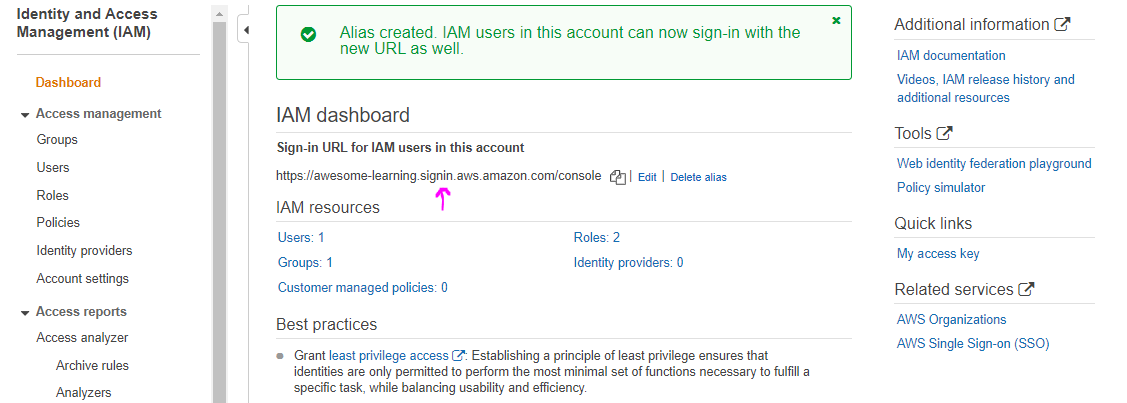 Identity and Access
Management (IAM)
Dashboard
Access management
Groups
Users
Roles
Policies
Identity providers
Account settings
Access reports
Access analyzer
Archive rules
Analyzers
Alias created. IAM users in this account can now sign-in with the
new URL as well.
IAM dashboard
Sign-in URL for IAM users in this account
https://awesome-learning.signin.aws.amazon.com/console | Edit | Delete alias
IAM resources
Users: 1
Roles: 2
Groups: 1
Identity providers: 0
Customer managed policies: 0
Best practices
Grant least privilege access : Establishing a principle of least privilege ensures that
identities are only permitted to perform the most minimal set of functions necessary to fulfill a
specific task, while balancing usability and efficiency.
Additional information
IAM documentation
Videos, IAM release history and
additional resources
Tools
Web identity federation playground
Policy simulator
Quick links
My access key
Related services
AWS Organizations
AWS Single Sign-on (SSO)